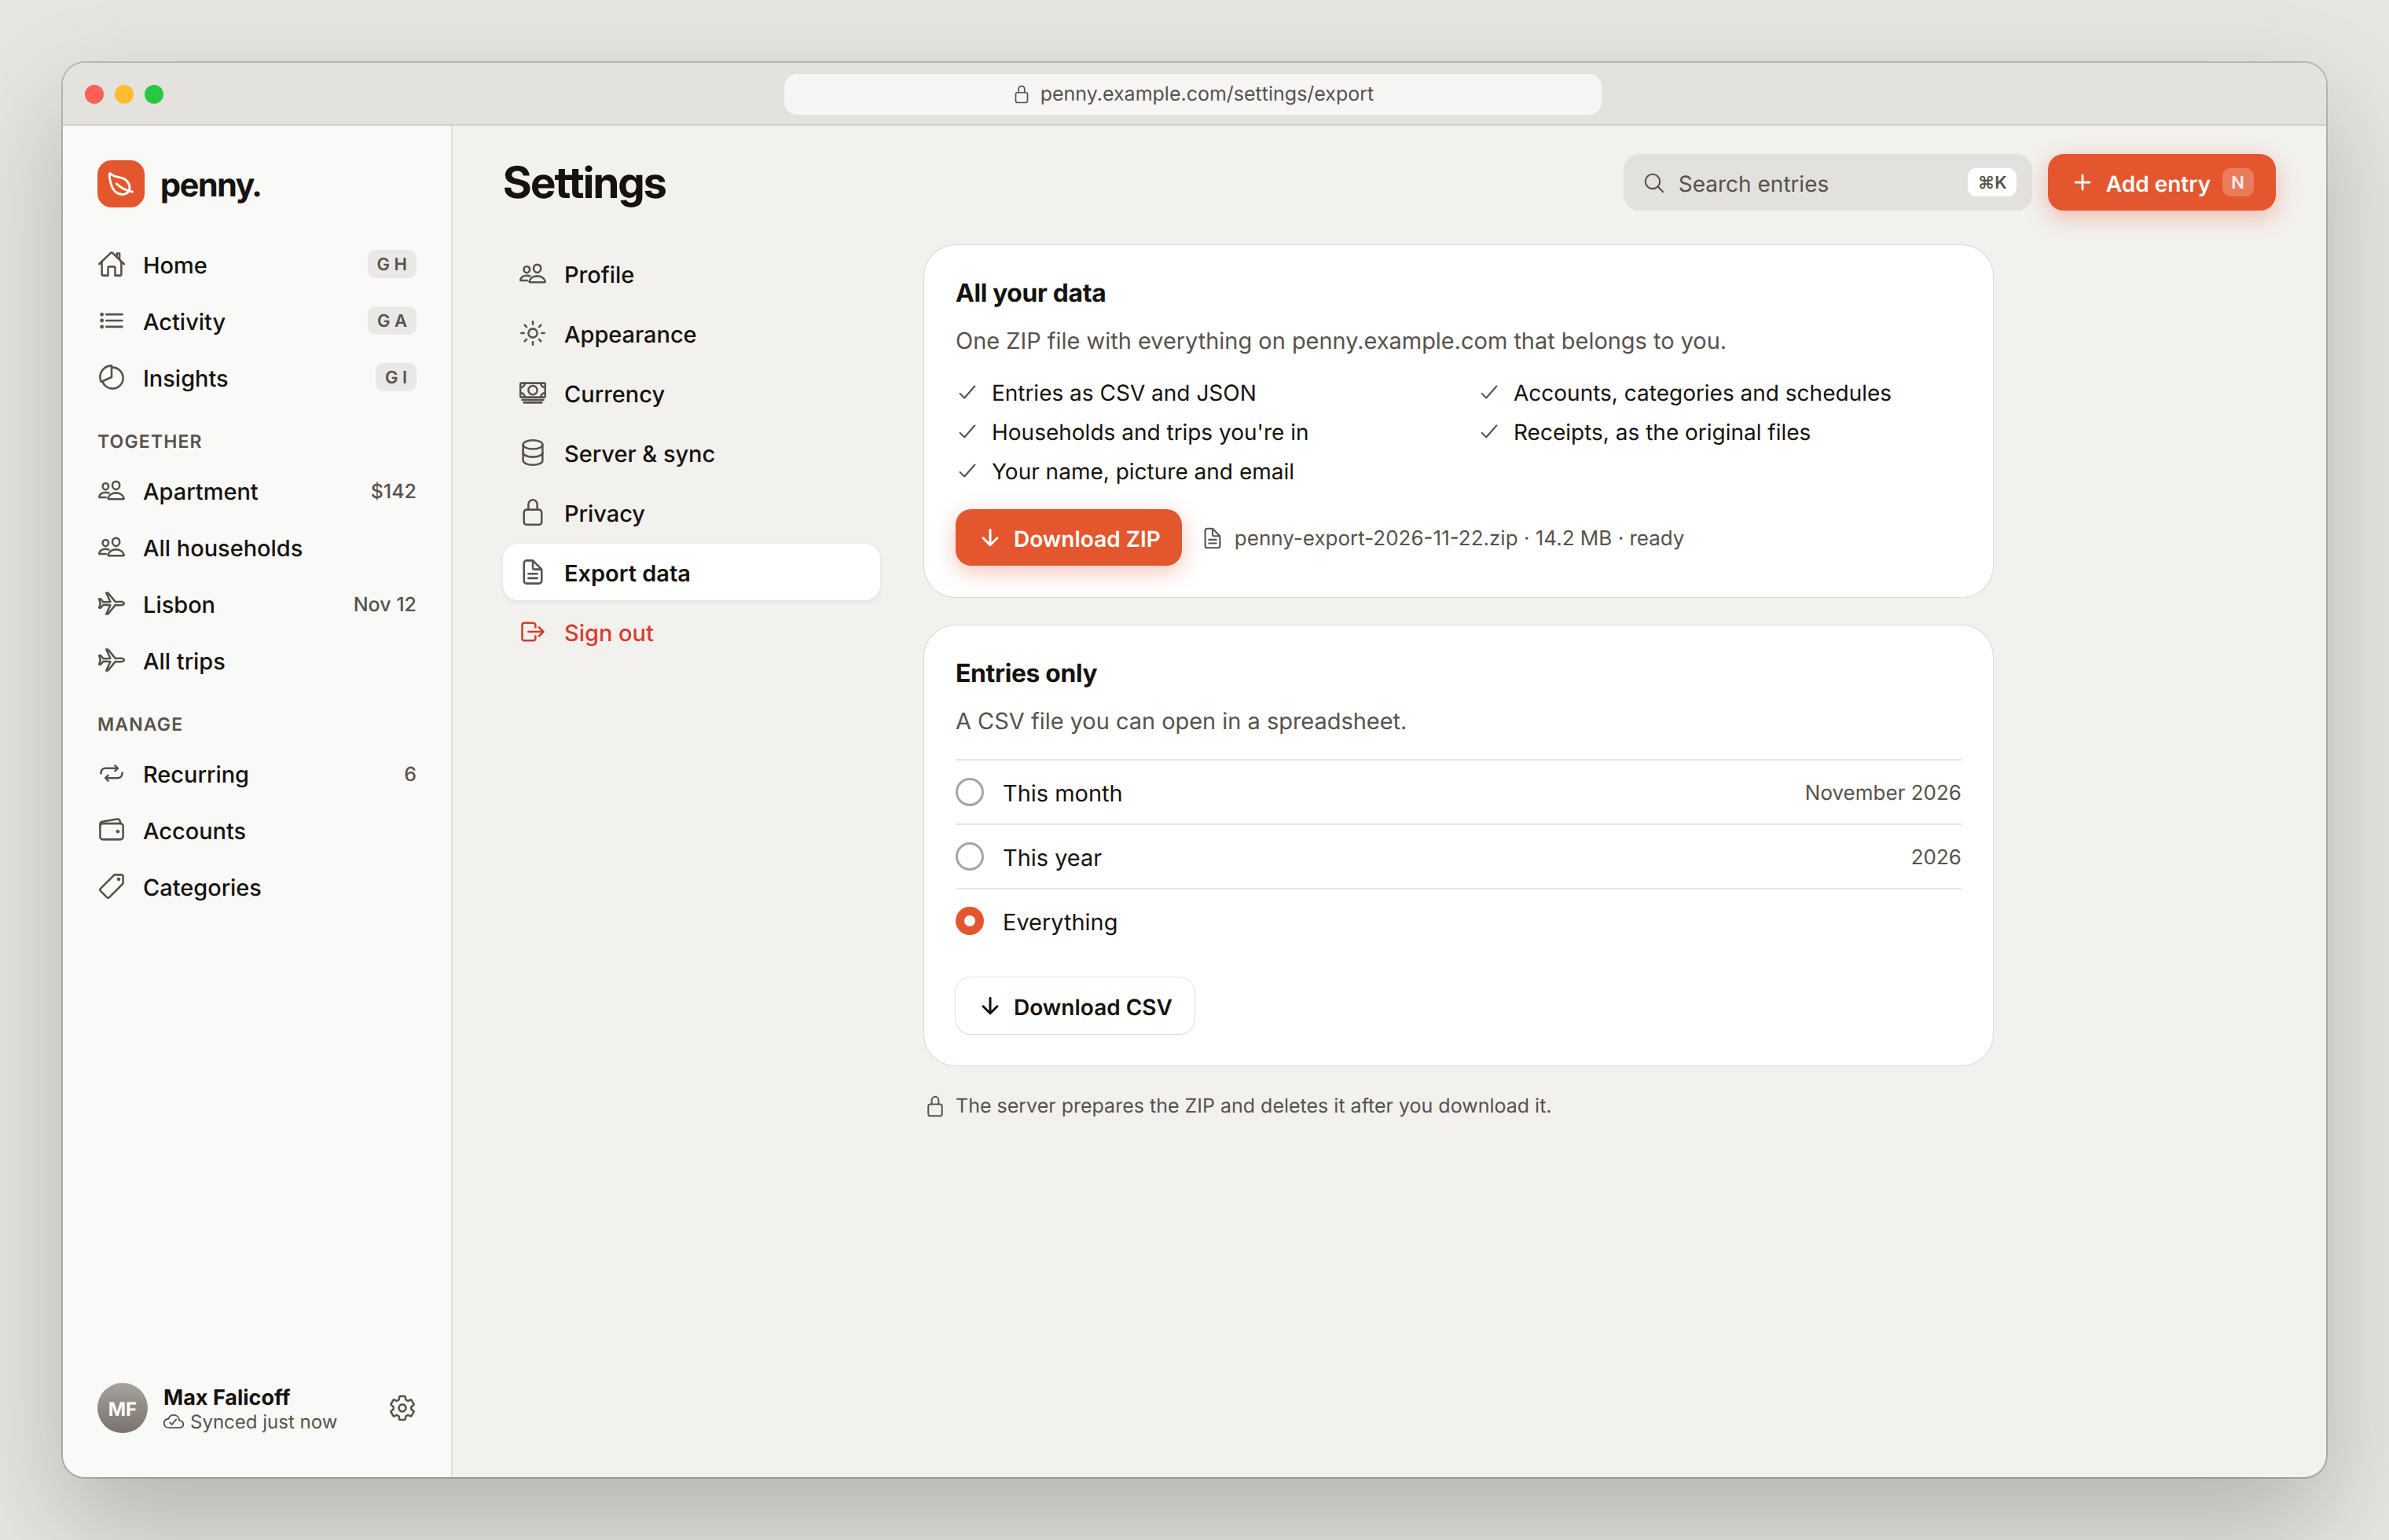 penny.example.com/settings/export
penny.
Home G H
Activity G A
Insights G I
TOGETHER
Apartment $142
All households
Lisbon Nov 12
All trips
MANAGE
Recurring 6
Accounts
Categories
MF
Max Falicoff
Synced just now
Settings
Search entries ⌘K
Add entry N
Profile
Appearance
Currency
Server & sync
Privacy
Export data
Sign out
All your data
One ZIP file with everything on penny.example.com that belongs to you.
Entries as CSV and JSON
Accounts, categories and schedules
Households and trips you're in
Receipts, as the original files
Your name, picture and email
Download ZIP
penny-export-2026-11-22.zip · 14.2 MB · ready
Entries only
A CSV file you can open in a spreadsheet.
This month November 2026
This year 2026
Everything
Download CSV
The server prepares the ZIP and deletes it after you download it.